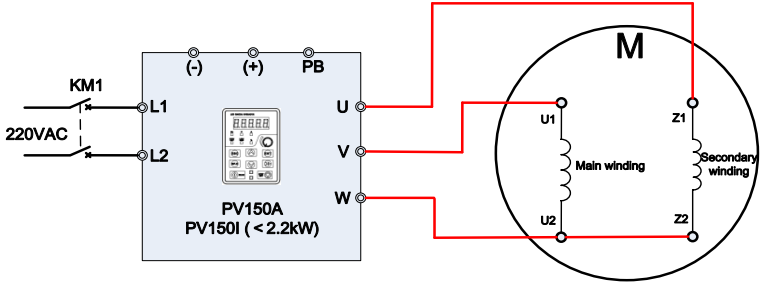 M
(-)
(+)
PB
KM1
L1
U
U1
Z1
220VAC
V
L2
Main winding
Secondary
winding
W
PV150A
PV150I ( < 2.2kW)
U2
Z2